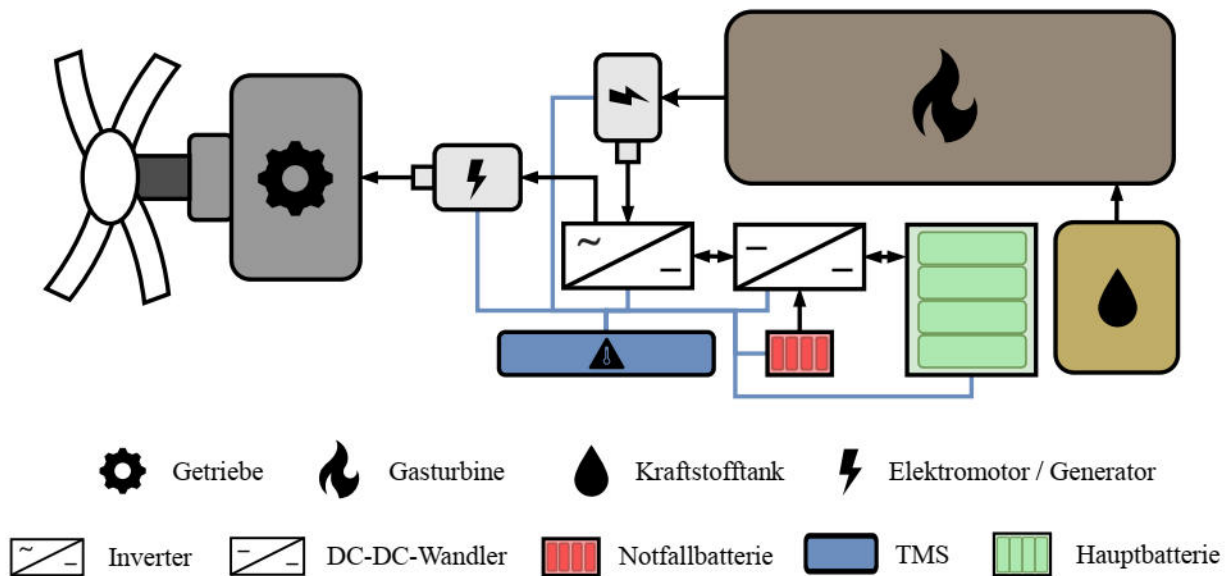 Getriebe Gasturbine Kraftstofftank Elektromotor / Generator
Inverter DC-DC-Wandler Notfallbatterie TMS Hauptbatterie